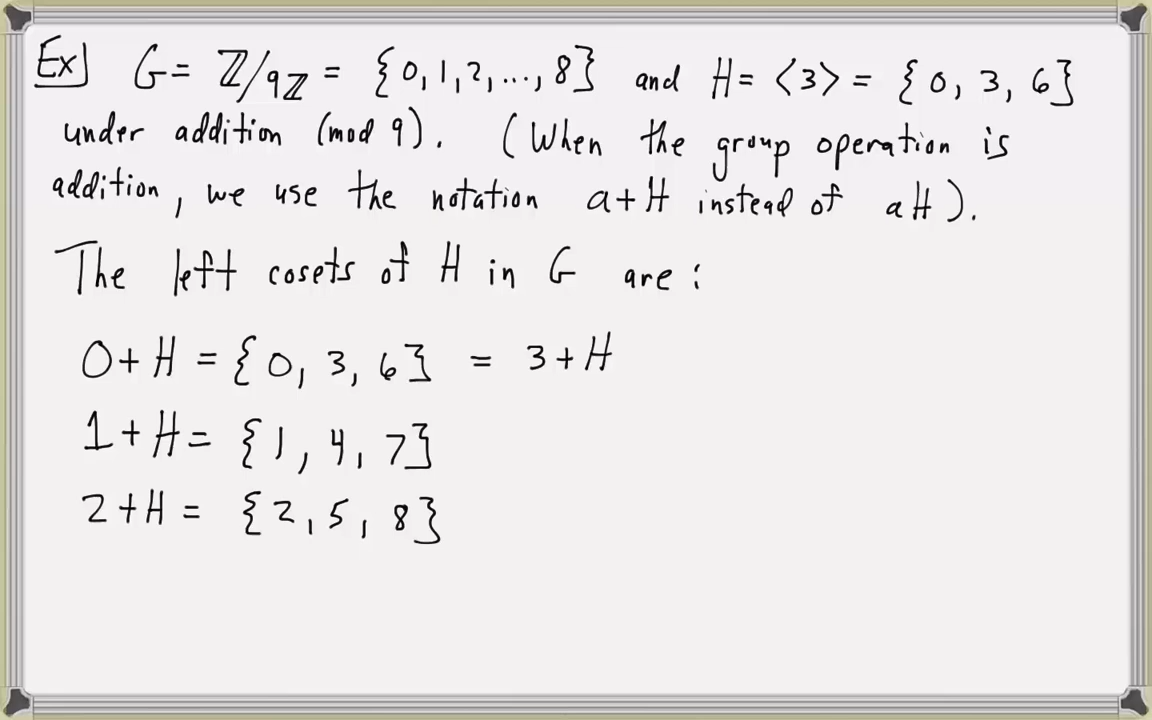 Ex] G = ℤ/9ℤ = {0, 1, 2, ..., 8} and H = <3> = {0, 3, 6}
under addition (mod 9). (When the group operation is
addition, we use the notation a+H instead of aH).
The left cosets of H in G are:
0+H = {0, 3, 6} = 3+H
1+H = {1, 4, 7}
2+H = {2, 5, 8}